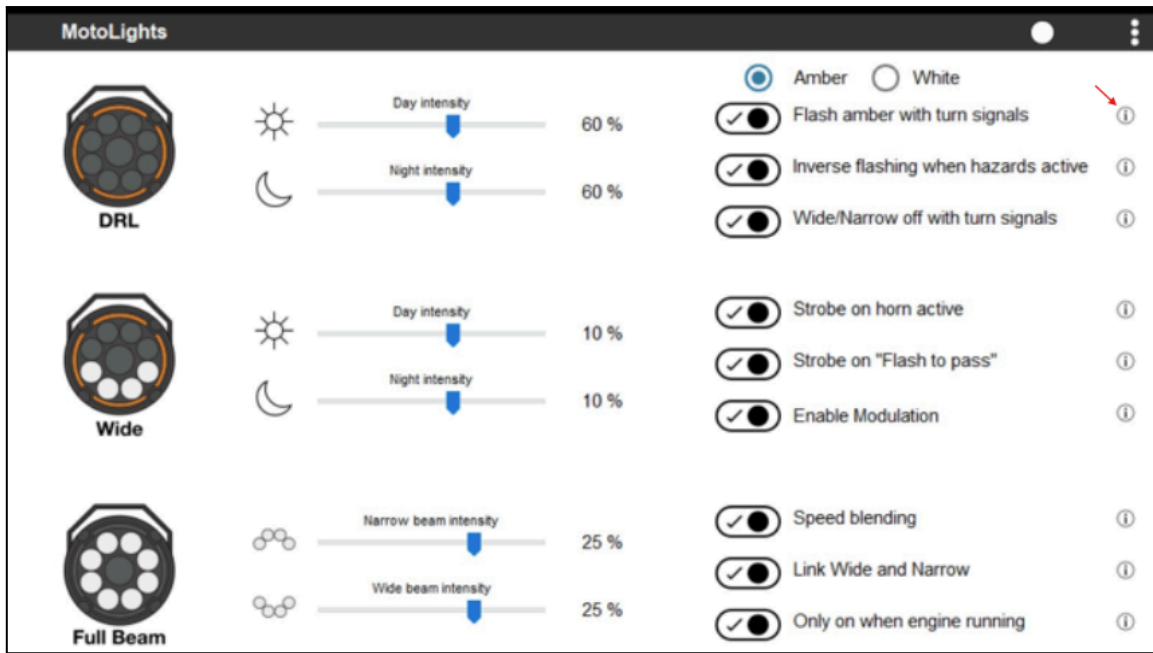 MotoLights
Amber White
Day intensity
60 %
Flash amber with turn signals
Night intensity
60 %
Inverse flashing when hazards active
DRL
Wide/Narrow off with turn signals
Day intensity
10 %
Strobe on horn active
Strobe on "Flash to pass"
Night intensity
10 %
Enable Modulation
Wide
Narrow beam intensity
25 %
Speed blending
Link Wide and Narrow
Wide beam intensity
25 %
Only on when engine running
Full Beam